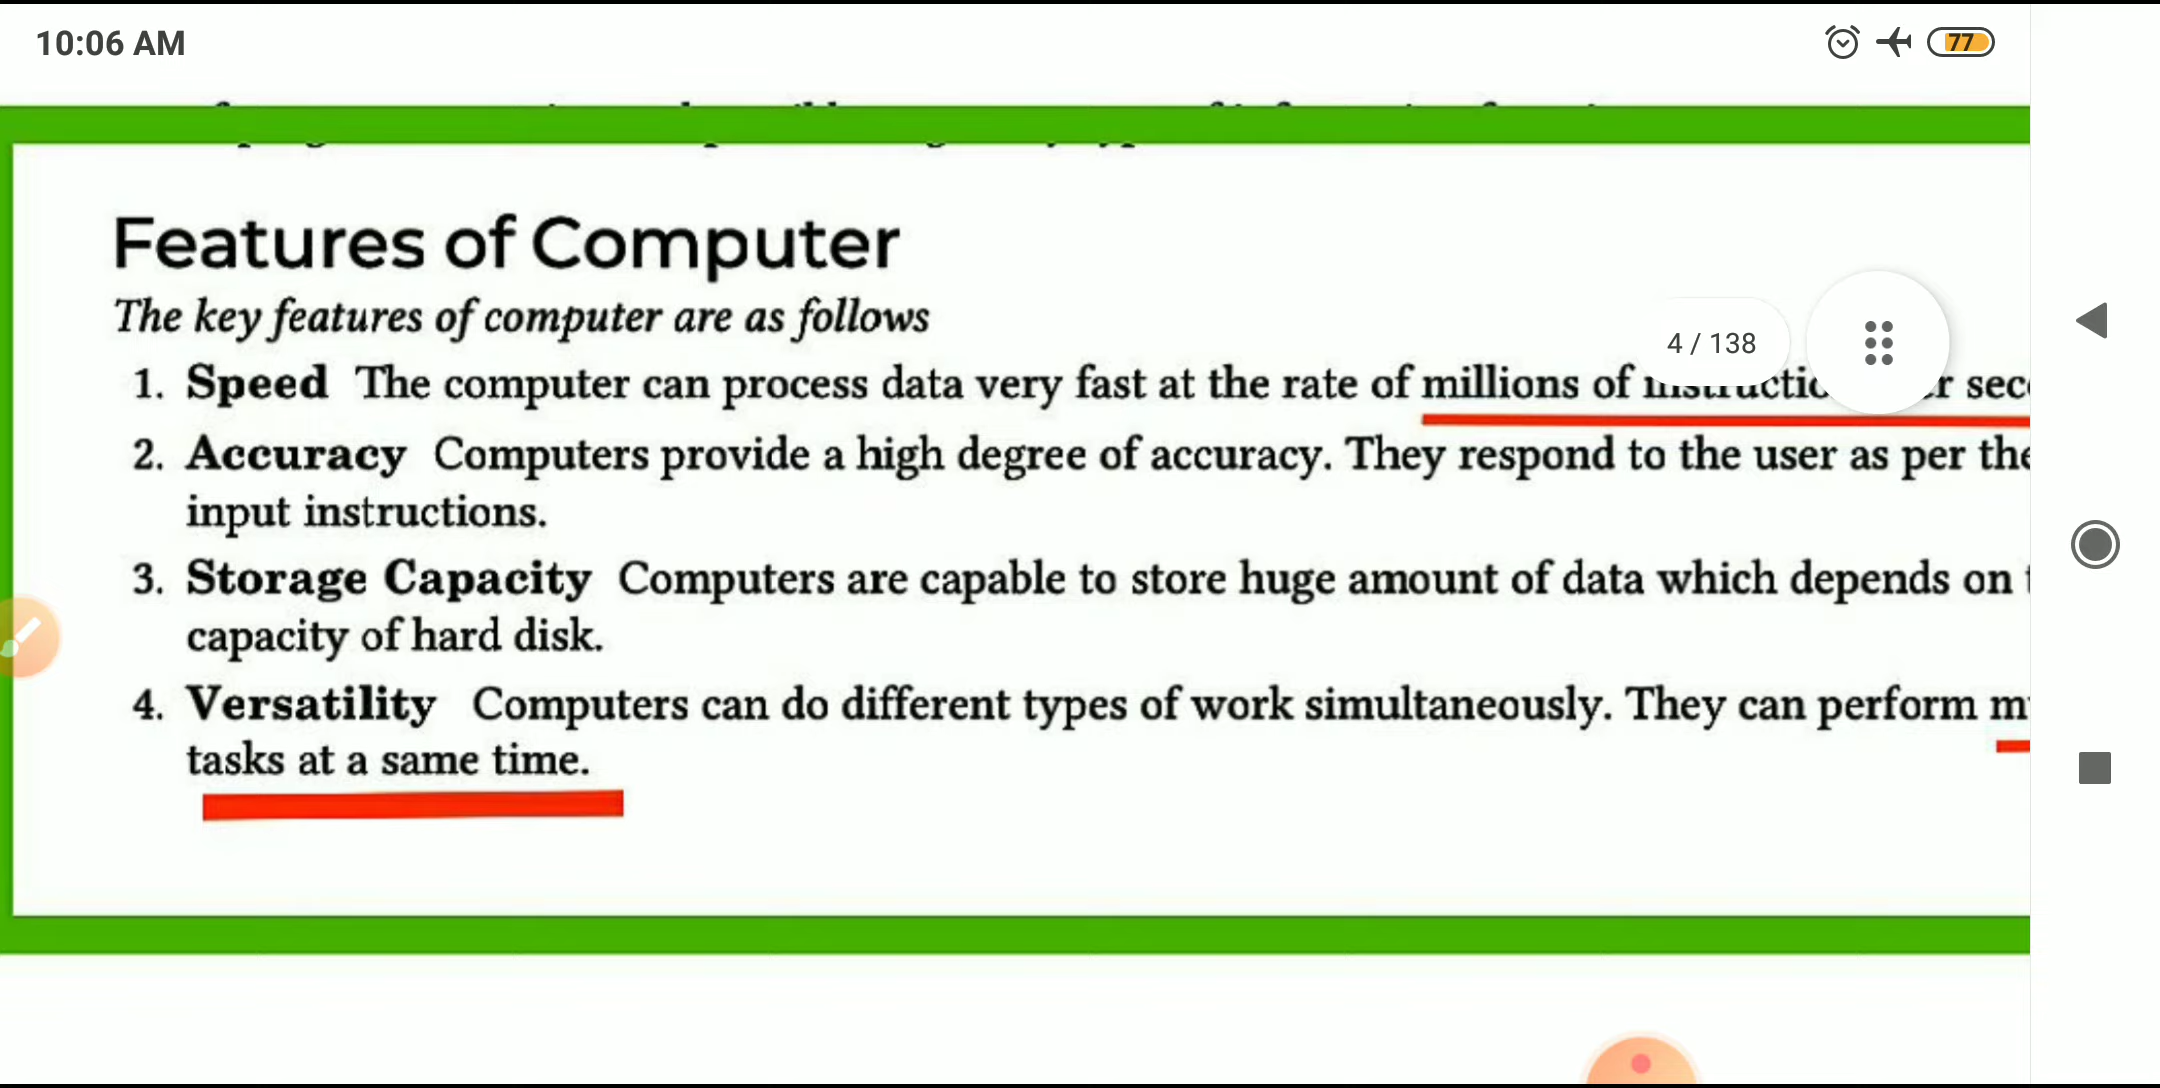 10:06 AM
77
Features of Computer
The key features of computer are as follows
4 / 138
1. Speed The computer can process data very fast at the rate of millions of
2. Accuracy Computers provide a high degree of accuracy. They respond to the user as per the
input instructions.
3. Storage Capacity Computers are capable to store huge amount of data which depends on
capacity of hard disk.
4. Versatility Computers can do different types of work simultaneously. They can perform
tasks at a same time.